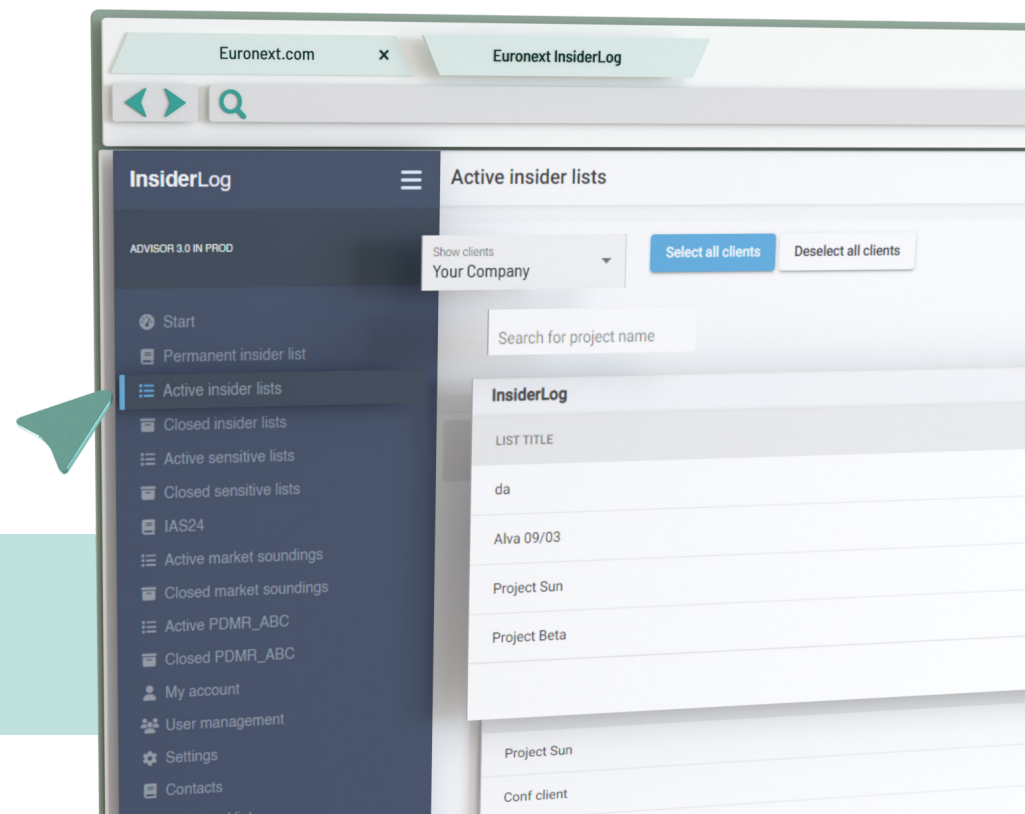 Euronext.com
Euronext InsiderLog
InsiderLog
Active insider lists
ADVISOR 3.0 IN PROD
Show clients
Your Company
Select all clients
Deselect all clients
Search for project name
Start
Permanent insider list
Active insider lists
Closed insider lists
Active sensitive lists
Closed sensitive lists
IAS24
Active market soundings
Closed market soundings
Active PDMR_ABC
Closed PDMR_ABC
My account
User management
Settings
Contacts
InsiderLog
LIST TITLE
da
Alva 09/03
Project Sun
Project Beta
Project Sun
Conf client